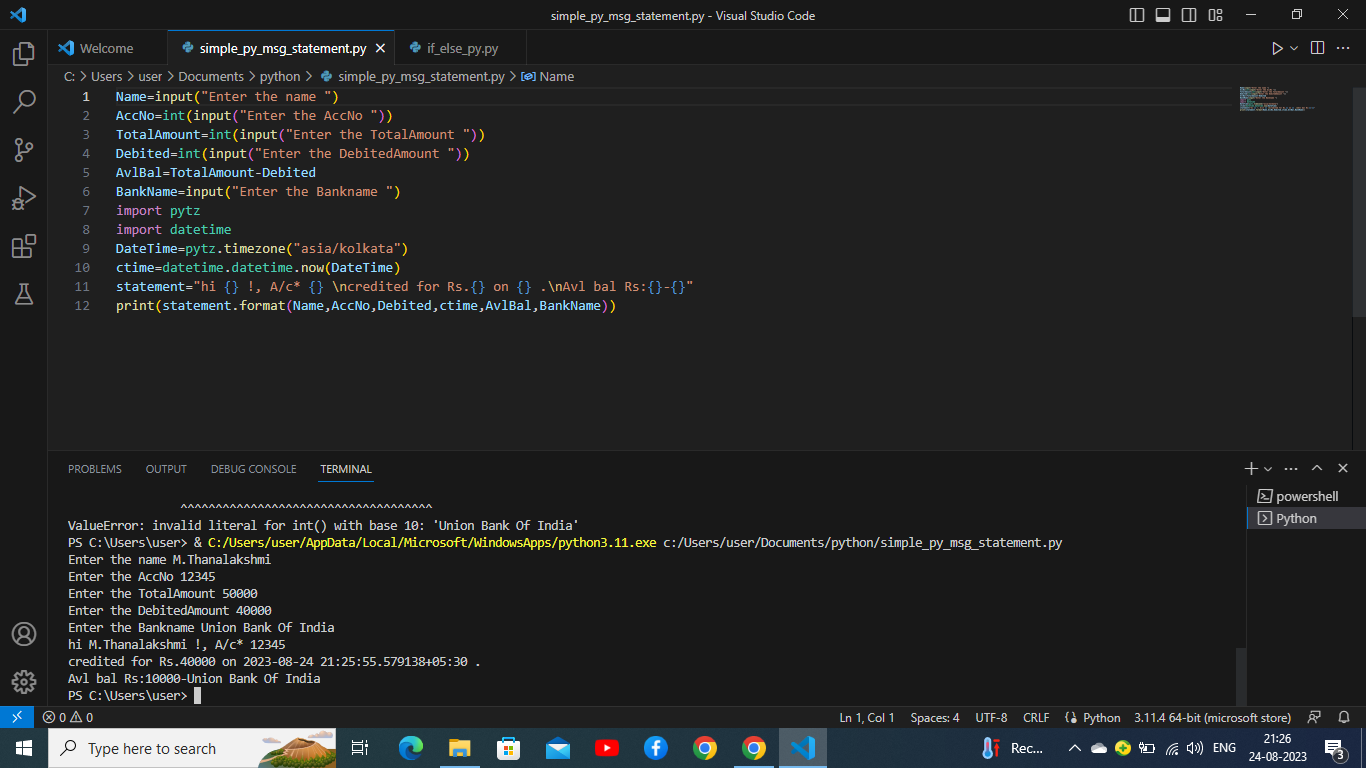 simple_py_msg_statement.py - Visual Studio Code
Welcome
simple_py_msg_statement.py
if_else_py.py
C: > Users > user > Documents > python > simple_py_msg_statement.py > Name
1 Name=input("Enter the name ")
2 AccNo=int(input("Enter the AccNo "))
3 TotalAmount=int(input("Enter the TotalAmount "))
4 Debited=int(input("Enter the DebitedAmount "))
5 AvlBal=TotalAmount-Debited
6 BankName=input("Enter the Bankname ")
7 import pytz
8 import datetime
9 DateTime=pytz.timezone("asia/kolkata")
10 ctime=datetime.datetime.now(DateTime)
11 statement="hi {} !, A/c* {} \ncredited for Rs.{} on {} .\nAvl bal Rs:{}-{}"
12 print(statement.format(Name,AccNo,Debited,ctime,AvlBal,BankName))
PROBLEMS OUTPUT DEBUG CONSOLE TERMINAL
powershell
Python
^^^^^^^^^^^^^^^^^^^^^^^^^^^^^^^^^^^^
ValueError: invalid literal for int() with base 10: 'Union Bank Of India'
PS C:\Users\user> & C:/Users/user/AppData/Local/Microsoft/WindowsApps/python3.11.exe c:/Users/user/Documents/python/simple_py_msg_statement.py
Enter the name M.Thanalakshmi
Enter the AccNo 12345
Enter the TotalAmount 50000
Enter the DebitedAmount 40000
Enter the Bankname Union Bank Of India
hi M.Thanalakshmi !, A/c* 12345
credited for Rs.40000 on 2023-08-24 21:25:55.579138+05:30 .
Avl bal Rs:10000-Union Bank Of India
PS C:\Users\user>
0 0 Ln 1, Col 1 Spaces: 4 UTF-8 CRLF Python 3.11.4 64-bit (microsoft store)
Type here to search
Rec...
ENG
21:26
24-08-2023
3